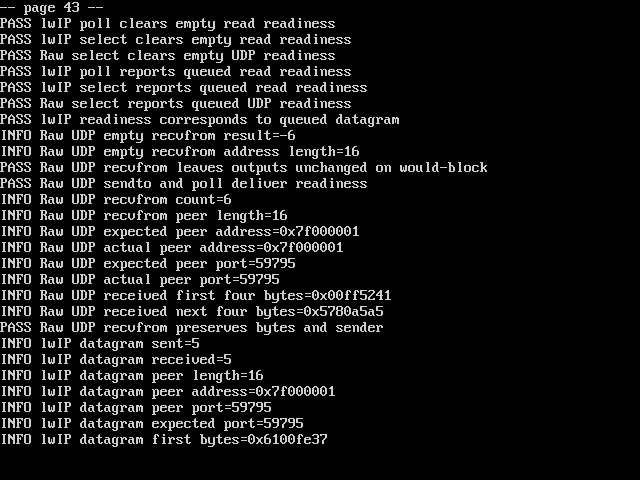 -- page 43 --
PASS lwIP poll clears empty read readiness
PASS lwIP select clears empty read readiness
PASS Raw select clears empty UDP readiness
PASS lwIP poll reports queued read readiness
PASS lwIP select reports queued read readiness
PASS Raw select reports queued UDP readiness
PASS lwIP readiness corresponds to queued datagram
INFO Raw UDP empty recvfrom result=-6
INFO Raw UDP empty recvfrom address length=16
PASS Raw UDP recvfrom leaves outputs unchanged on would-block
PASS Raw UDP sendto and poll deliver readiness
INFO Raw UDP recvfrom count=6
INFO Raw UDP recvfrom peer length=16
INFO Raw UDP expected peer address=0x7f000001
INFO Raw UDP actual peer address=0x7f000001
INFO Raw UDP expected peer port=59795
INFO Raw UDP actual peer port=59795
INFO Raw UDP received first four bytes=0x00ff5241
INFO Raw UDP received next four bytes=0x5780a5a5
PASS Raw UDP recvfrom preserves bytes and sender
INFO lwIP datagram sent=5
INFO lwIP datagram received=5
INFO lwIP datagram peer length=16
INFO lwIP datagram peer address=0x7f000001
INFO lwIP datagram peer port=59795
INFO lwIP datagram expected port=59795
INFO lwIP datagram first bytes=0x6100fe37